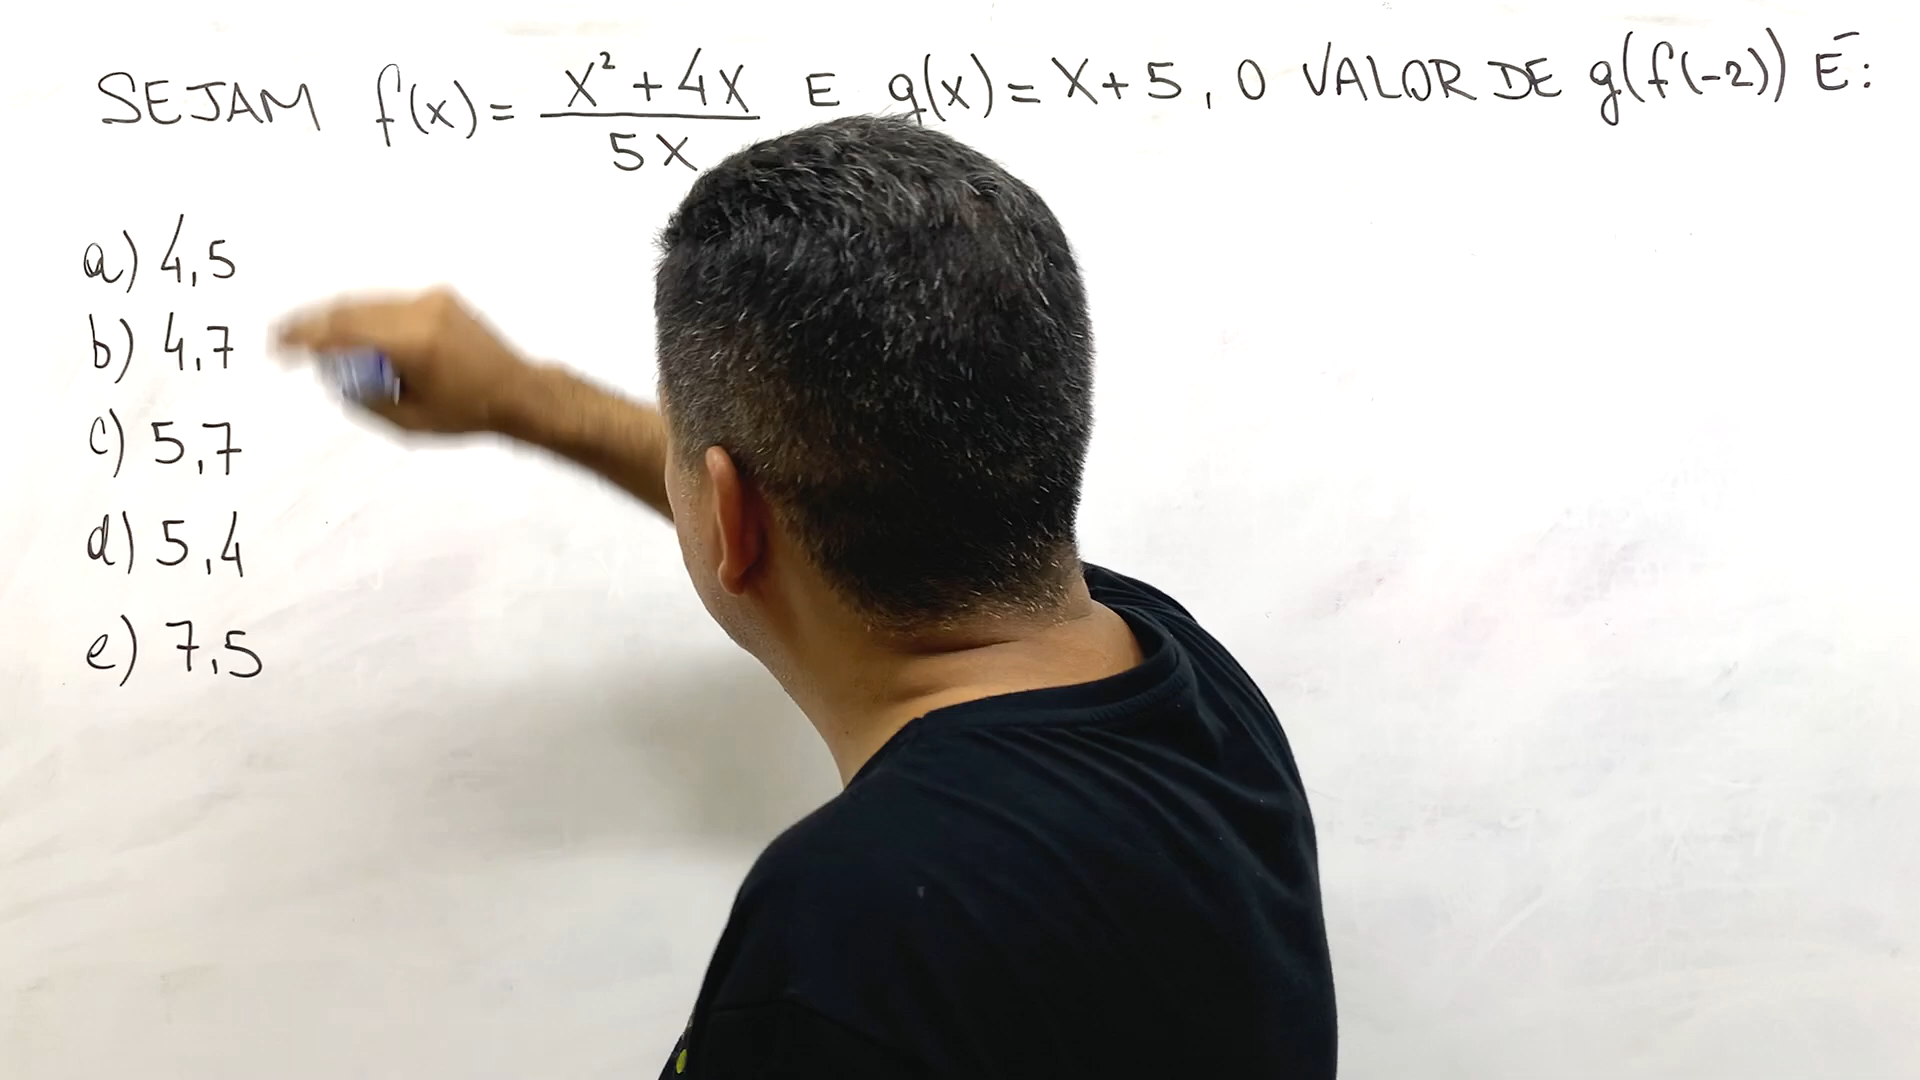 SEJAM f(x) = x² + 4x / 5x E g(x) = x + 5, O VALOR DE g(f(-2)) É:
a) 4,5
b) 4,7
c) 5,7
d) 5,4
e) 7,5